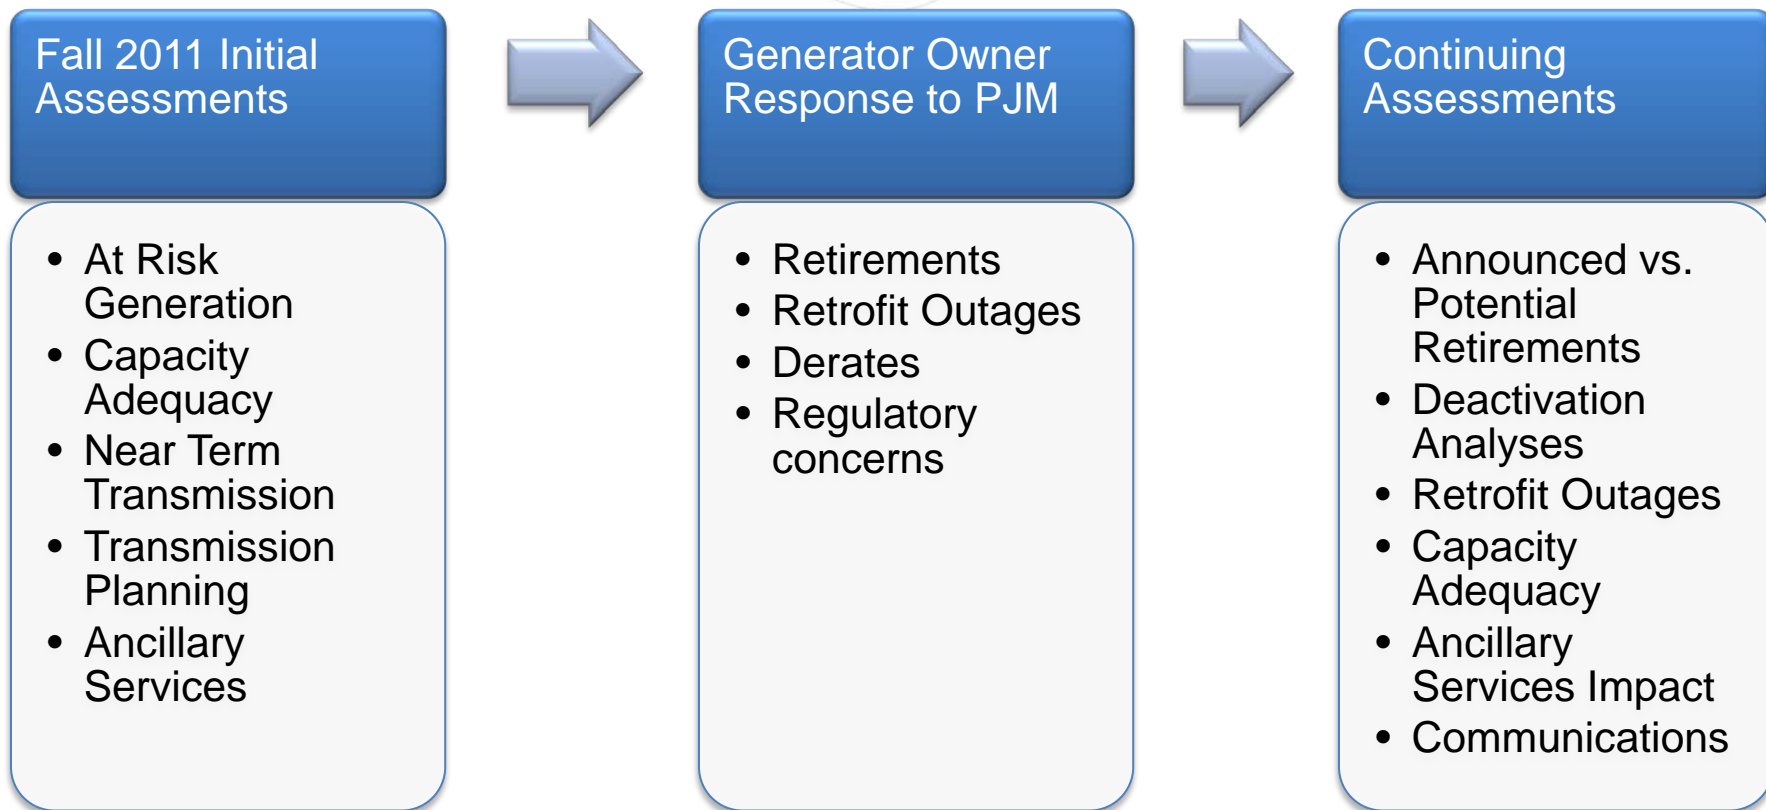 Fall 2011 Initial
Assessments
• At Risk
Generation
• Capacity
Adequacy
• Near Term
Transmission
• Transmission
Planning
• Ancillary
Services
Generator Owner
Response to PJM
• Retirements
• Retrofit Outages
• Derates
• Regulatory
concerns
Continuing
Assessments
• Announced vs.
Potential
Retirements
• Deactivation
Analyses
• Retrofit Outages
• Capacity
Adequacy
• Ancillary
Services Impact
• Communications